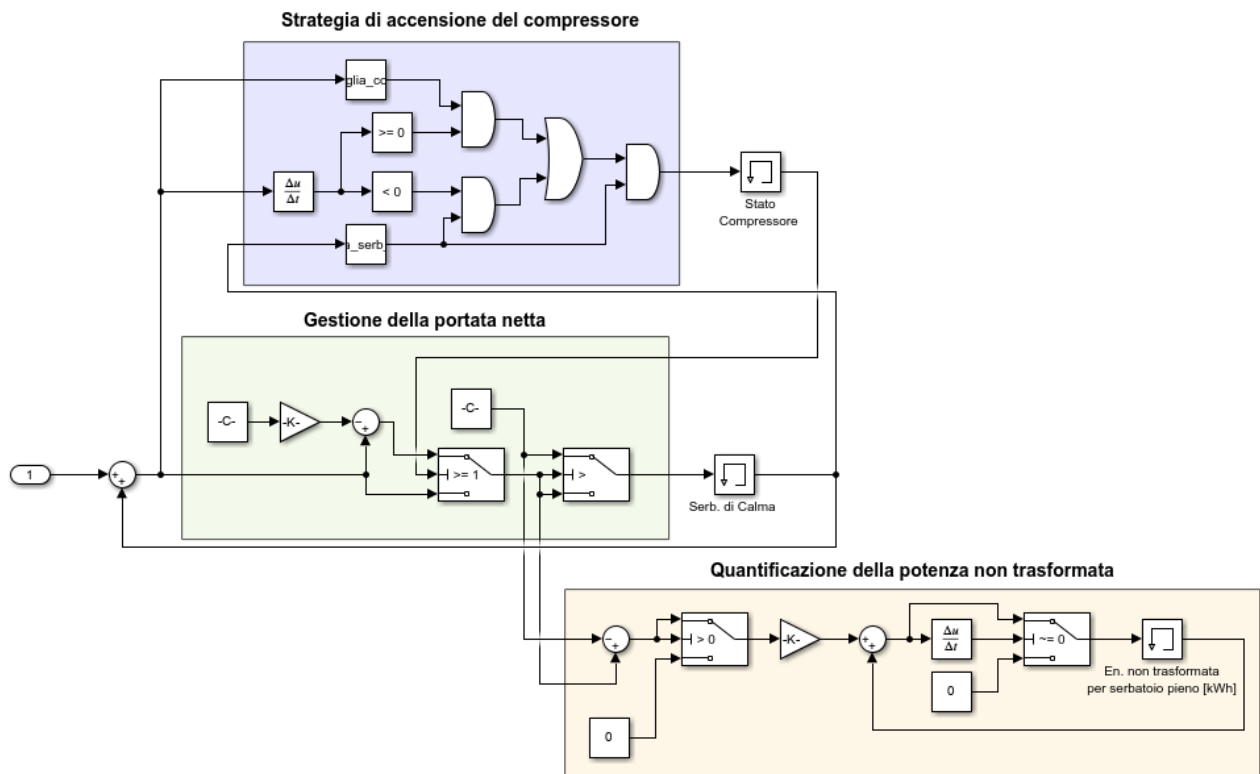 Strategia di accensione del compressore
glia_co
>= 0
Δu
Δt
< 0
a_serb_
Stato
Compressore
Gestione della portata netta
-C-
-K-
−
+
-C-
1
+
+
>= 1
>
Serb. di Calma
Quantificazione della potenza non trasformata
−
+
> 0
-K-
+
+
Δu
Δt
~= 0
0
En. non trasformata
per serbatoio pieno [kWh]
0